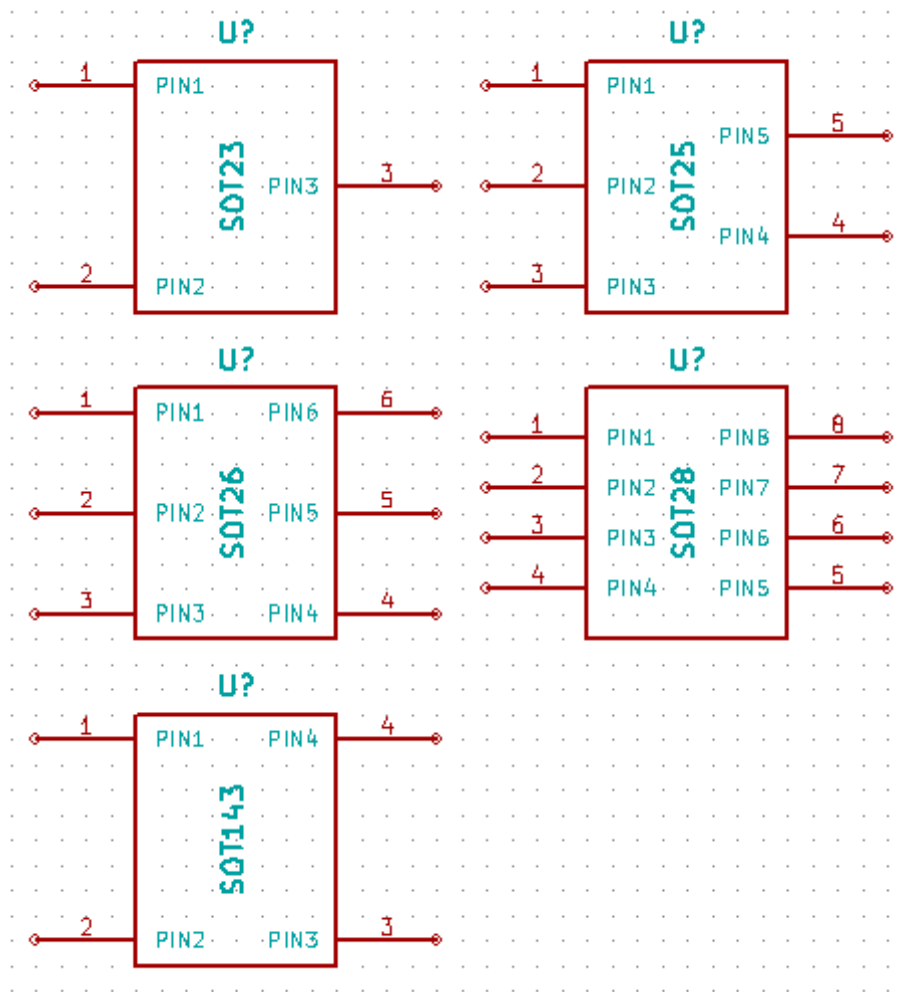 U?
1 PIN1
SOT23
PIN3 3
2 PIN2
U?
1 PIN1
PIN5 5
2 PIN2
SOT25
PIN4 4
3 PIN3
U?
1 PIN1 PIN6 6
2 PIN2 PIN5 5
SOT26
3 PIN3 PIN4 4
U?
1 PIN1 PIN8 8
2 PIN2 PIN7 7
SOT28
3 PIN3 PIN6 6
4 PIN4 PIN5 5
U?
1 PIN1 PIN4 4
SOT143
2 PIN2 PIN3 3